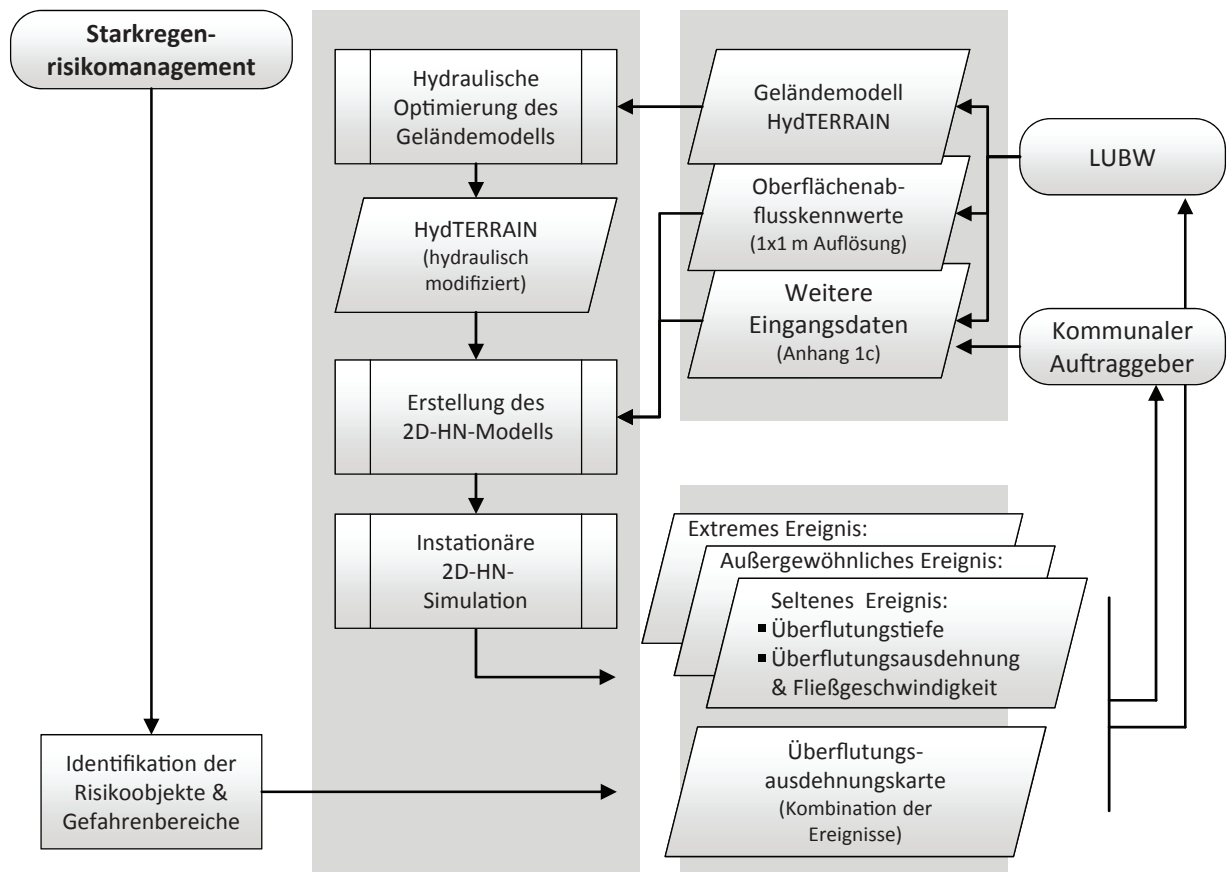 Starkregen-
risikomanagement
Hydraulische
Optimierung des
Geländemodells
Geländemodell
HydTERRAIN
LUBW
Oberflächenab-
flusskennwerte
(1x1 m Auflösung)
HydTERRAIN
(hydraulisch
modifiziert)
Weitere
Eingangsdaten
(Anhang 1c)
Kommunaler
Auftraggeber
Erstellung des
2D-HN-Modells
Instationäre
2D-HN-
Simulation
Extremes Ereignis:
Außergewöhnliches Ereignis:
Seltenes Ereignis:
▪ Überflutungstiefe
▪ Überflutungsausdehnung
& Fließgeschwindigkeit
Identifikation der
Risikoobjekte &
Gefahrenbereiche
Überflutungs-
ausdehnungskarte
(Kombination der
Ereignisse)